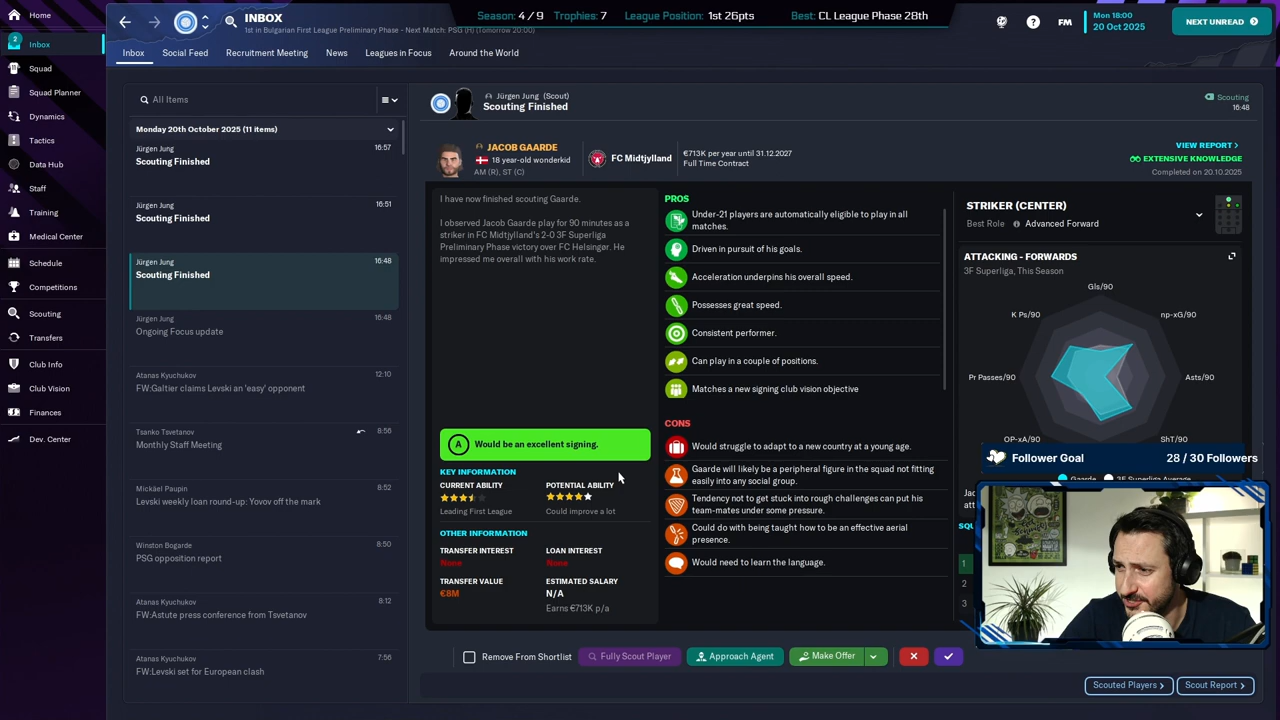 INBOX
1st in Bulgarian First League Preliminary Phase - Next Match: PSG (H) (Tomorrow 20:00)
Season: 4 / 9
Trophies: 7
League Position: 1st 26pts
Best: CL League Phase 28th
FM
Mon 18:00
20 Oct 2025
NEXT UNREAD
Home
2
Inbox
Squad
Squad Planner
Dynamics
Tactics
Data Hub
Staff
Training
Medical Center
Schedule
Competitions
Scouting
Transfers
Club Info
Club Vision
Finances
Dev. Center
Inbox
Social Feed
Recruitment Meeting
News
Leagues in Focus
Around the World
All Items
Monday 20th October 2025 (11 items)
Jürgen Jung
16:57
Scouting Finished
Jürgen Jung
16:51
Scouting Finished
Jürgen Jung
16:48
Scouting Finished
Jürgen Jung
16:48
Ongoing Focus update
Atanas Kyuchukov
12:10
FW:Galtier claims Levski an 'easy' opponent
Tsanko Tsvetanov
8:56
Monthly Staff Meeting
Mickäel Paupin
8:52
Levski weekly loan round-up: Yovov off the mark
Winston Bogarde
8:50
PSG opposition report
Atanas Kyuchukov
8:12
FW:Astute press conference from Tsvetanov
Atanas Kyuchukov
7:56
FW:Levski set for European clash
Jürgen Jung (Scout)
Scouting Finished
Scouting
16:48
JACOB GAARDE
18 year-old wonderkid
AM (R), ST (C)
FC Midtjylland
€713K per year until 31.12.2027
Full Time Contract
VIEW REPORT >
EXTENSIVE KNOWLEDGE
Completed on 20.10.2025
I have now finished scouting Gaarde.
I observed Jacob Gaarde play for 90 minutes as a
striker in FC Midtjylland's 2-0 3F Superliga
Preliminary Phase victory over FC Helsingør. He
impressed me overall with his work rate.
A
Would be an excellent signing.
KEY INFORMATION
CURRENT ABILITY
POTENTIAL ABILITY
Leading First League
Could improve a lot
OTHER INFORMATION
TRANSFER INTEREST
LOAN INTEREST
None
None
TRANSFER VALUE
ESTIMATED SALARY
€8M
N/A
Earns €713K p/a
PROS
Under-21 players are automatically eligible to play in all
matches.
Driven in pursuit of his goals.
Acceleration underpins his overall speed.
Possesses great speed.
Consistent performer.
Can play in a couple of positions.
Matches a new signing club vision objective
CONS
Would struggle to adapt to a new country at a young age.
Gaarde will likely be a peripheral figure in the squad not fitting
easily into any social group.
Tendency not to get stuck into rough challenges can put his
team-mates under some pressure.
Could do with being taught how to be an effective aerial
presence.
Would need to learn the language.
STRIKER (CENTER)
Best Role
Advanced Forward
ATTACKING - FORWARDS
3F Superliga, This Season
Gls/90
K Ps/90
np-xG/90
Pr Passes/90
Asts/90
OP-xA/90
ShT/90
Follower Goal
28 / 30 Followers
1
2
3
Remove From Shortlist
Fully Scout Player
Approach Agent
Make Offer
Scouted Players >
Scout Report >